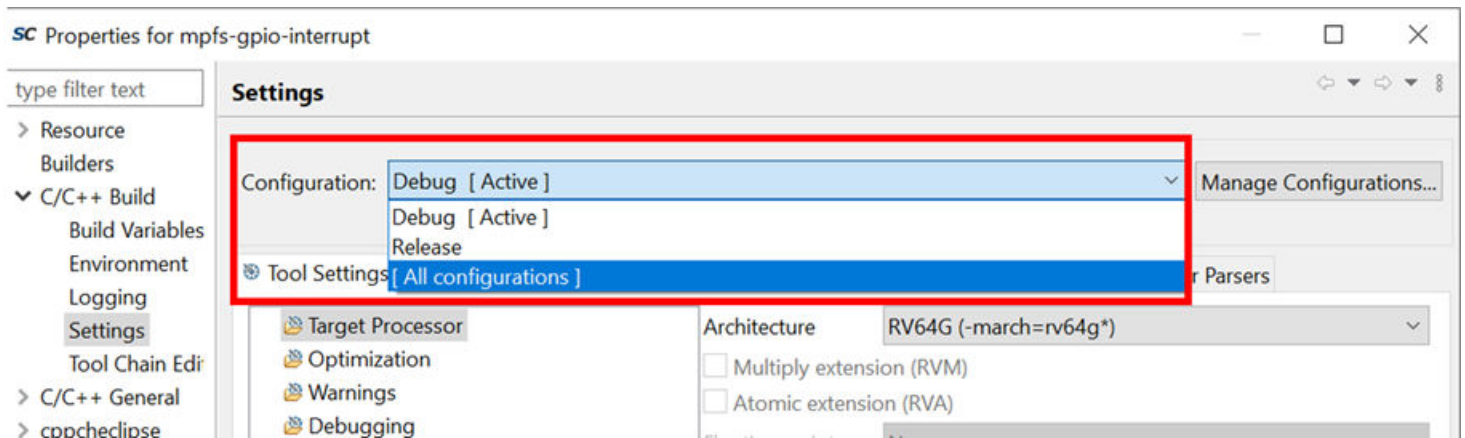 SC Properties for mpfs-gpio-interrupt
type filter text
Settings
Resource
Builders
C/C++ Build
Build Variables
Environment
Logging
Settings
Tool Chain Edi
C/C++ General
cppcheclipse
Configuration: Debug [ Active ]
Manage Configurations...
Debug [ Active ]
Release
[ All configurations ]
Tool Settings
r Parsers
Target Processor
Optimization
Warnings
Debugging
Architecture RV64G (-march=rv64g*)
Multiply extension (RVM)
Atomic extension (RVA)